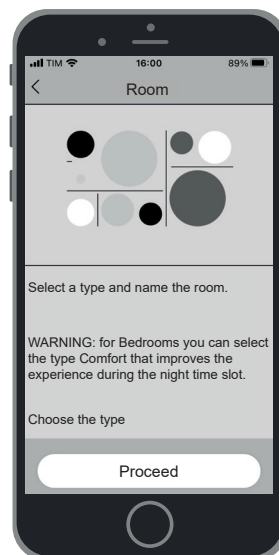 TIM 16:00 89%
Room
Select a type and name the room.
WARNING: for Bedrooms you can select
the type Comfort that improves the
experience during the night time slot.
Choose the type
Proceed